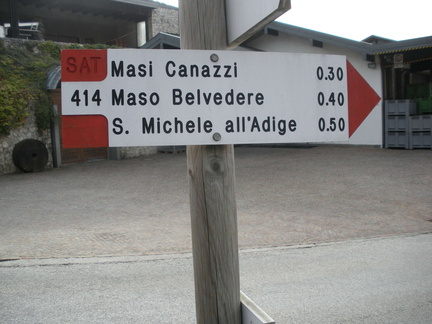 SAT Masi Canazzi 0.30
414 Maso Belvedere 0.40
S. Michele all'Adige 0.50